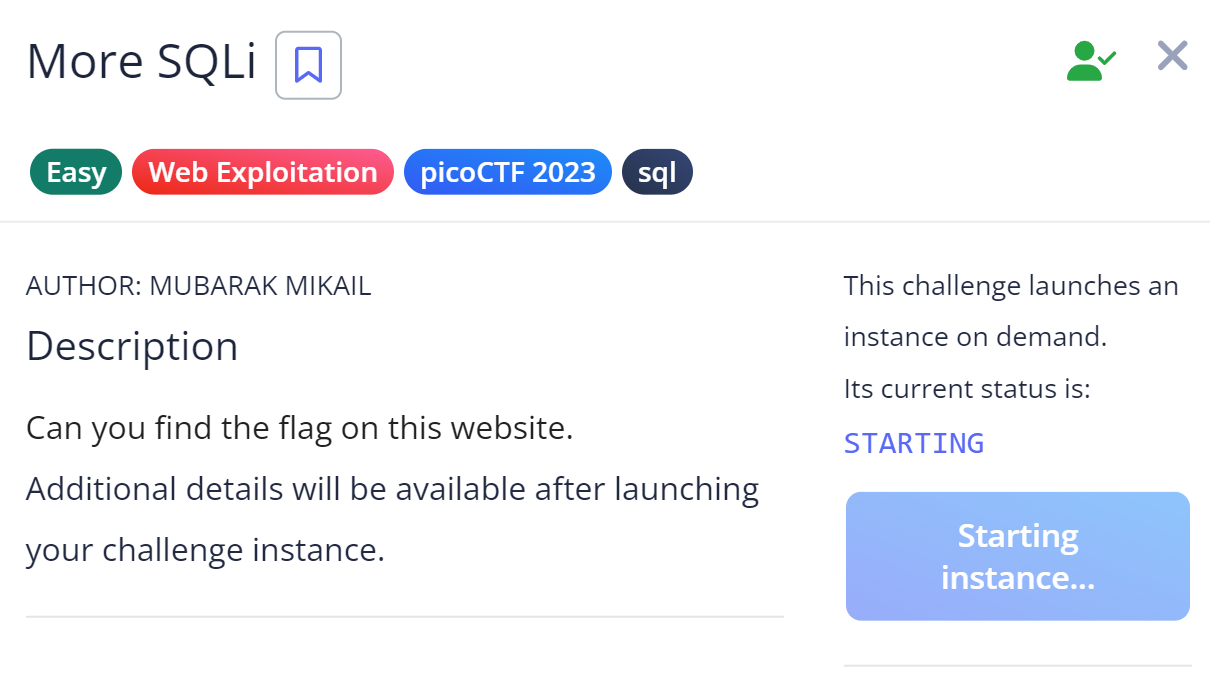 More SQLi
Easy
Web Exploitation
picoCTF 2023
sql
AUTHOR: MUBARAK MIKAIL
Description
Can you find the flag on this website.
Additional details will be available after launching
your challenge instance.
This challenge launches an
instance on demand.
Its current status is:
STARTING
Starting
instance...